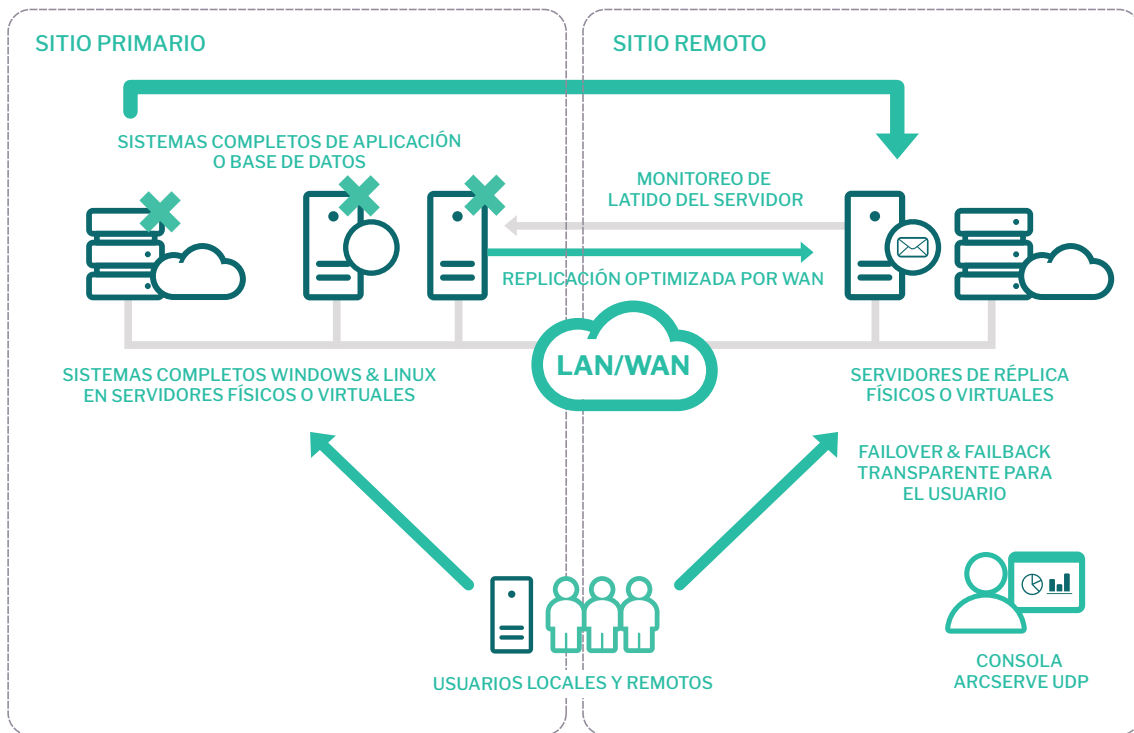 SITIO PRIMARIO
SITIO REMOTO
SISTEMAS COMPLETOS DE APLICACIÓN
O BASE DE DATOS
MONITOREO DE
LATIDO DEL SERVIDOR
REPLICACIÓN OPTIMIZADA POR WAN
LAN/WAN
SISTEMAS COMPLETOS WINDOWS & LINUX
EN SERVIDORES FÍSICOS O VIRTUALES
SERVIDORES DE RÉPLICA
FÍSICOS O VIRTUALES
FAILOVER & FAILBACK
TRANSPARENTE PARA
EL USUARIO
USUARIOS LOCALES Y REMOTOS
CONSOLA
ARCSERVE UDP